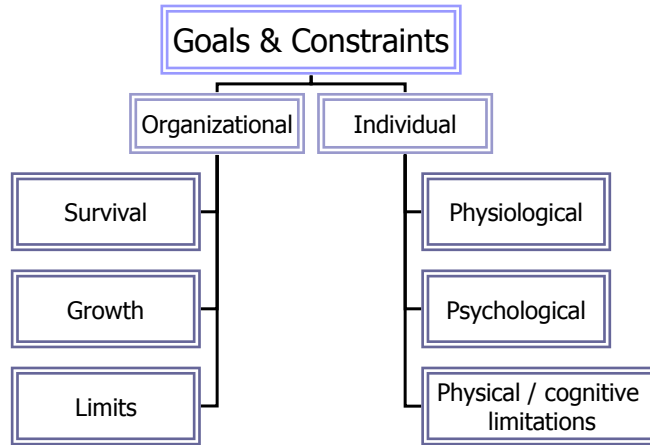 Goals & Constraints
Organizational
Individual
Survival
Physiological
Growth
Psychological
Limits
Physical / cognitive
limitations